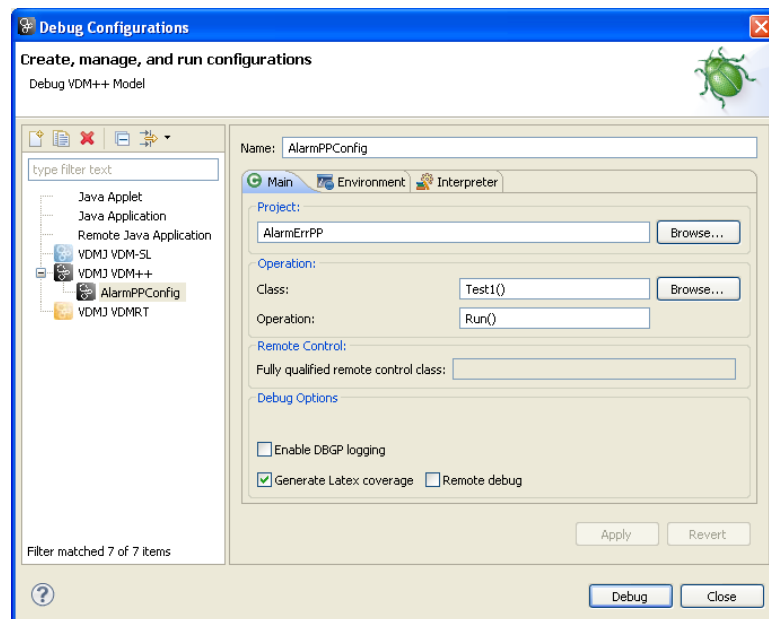 Debug Configurations
Create, manage, and run configurations
Debug VDM++ Model
type filter text
Java Applet
Java Application
Remote Java Application
VDMJ VDM-SL
VDMJ VDM++
AlarmPPConfig
VDMJ VDMRT
Filter matched 7 of 7 items
Name: AlarmPPConfig
Main Environment Interpreter
Project:
AlarmErrPP Browse...
Operation:
Class: Test1() Browse...
Operation: Run()
Remote Control:
Fully qualified remote control class:
Debug Options
Enable DBGP logging
Generate Latex coverage Remote debug
Apply Revert
? Debug Close